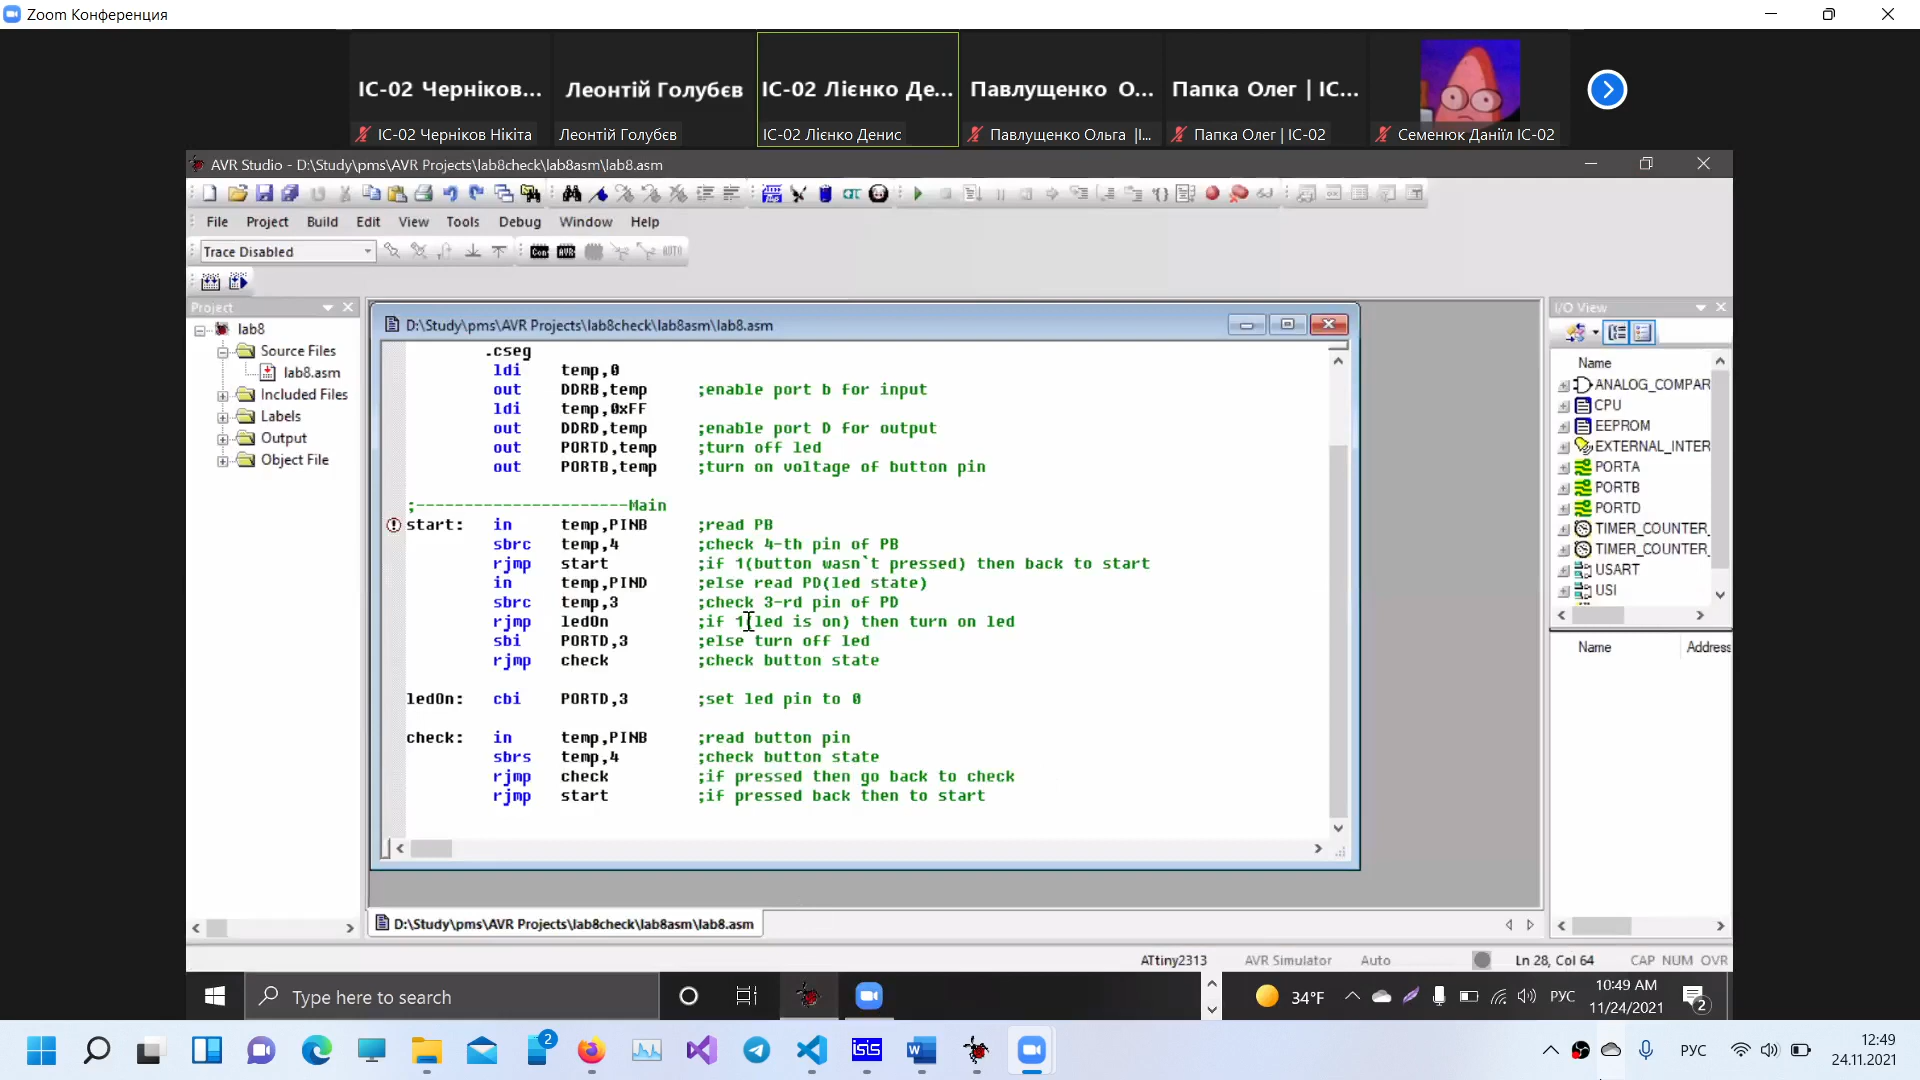 Zoom Конференция
ІС-02 Черніков...
Леонтій Голубєв
ІС-02 Лієнко Де...
Павлущенко О...
Папка Олег | ІС...
ІС-02 Черніков Нікіта
Леонтій Голубєв
ІС-02 Лієнко Денис
Павлущенко Ольга |І...
Папка Олег | ІС-02
Семенюк Данііл ІС-02
AVR Studio - D:\Study\pms\AVR Projects\lab8check\lab8asm\lab8.asm
File Project Build Edit View Tools Debug Window Help
Trace Disabled
Con AVR AUTO
Project
lab8
Source Files
lab8.asm
Included Files
Labels
Output
Object File
D:\Study\pms\AVR Projects\lab8check\lab8asm\lab8.asm
.cseg
ldi temp,0
out DDRB,temp ;enable port b for input
ldi temp,0xFF
out DDRD,temp ;enable port D for output
out PORTD,temp ;turn off led
out PORTB,temp ;turn on voltage of button pin
;----------------------Main
start: in temp,PINB ;read PB
sbrc temp,4 ;check 4-th pin of PB
rjmp start ;if 1(button wasn`t pressed) then back to start
in temp,PIND ;else read PD(led state)
sbrc temp,3 ;check 3-rd pin of PD
rjmp ledOn ;if 1(led is on) then turn on led
sbi PORTD,3 ;else turn off led
rjmp check ;check button state
ledOn: cbi PORTD,3 ;set led pin to 0
check: in temp,PINB ;read button pin
sbrs temp,4 ;check button state
rjmp check ;if pressed then go back to check
rjmp start ;if pressed back then to start
D:\Study\pms\AVR Projects\lab8check\lab8asm\lab8.asm
I/O View
Name
ANALOG_COMPAR
CPU
EEPROM
EXTERNAL_INTER
PORTA
PORTB
PORTD
TIMER_COUNTER_
TIMER_COUNTER_
USART
USI
Name Address
ATtiny2313 AVR Simulator Auto Ln 28, Col 64 CAP NUM OVR
Type here to search
34°F
РУС
10:49 AM
11/24/2021
2
2
isis
РУС
12:49
24.11.2021